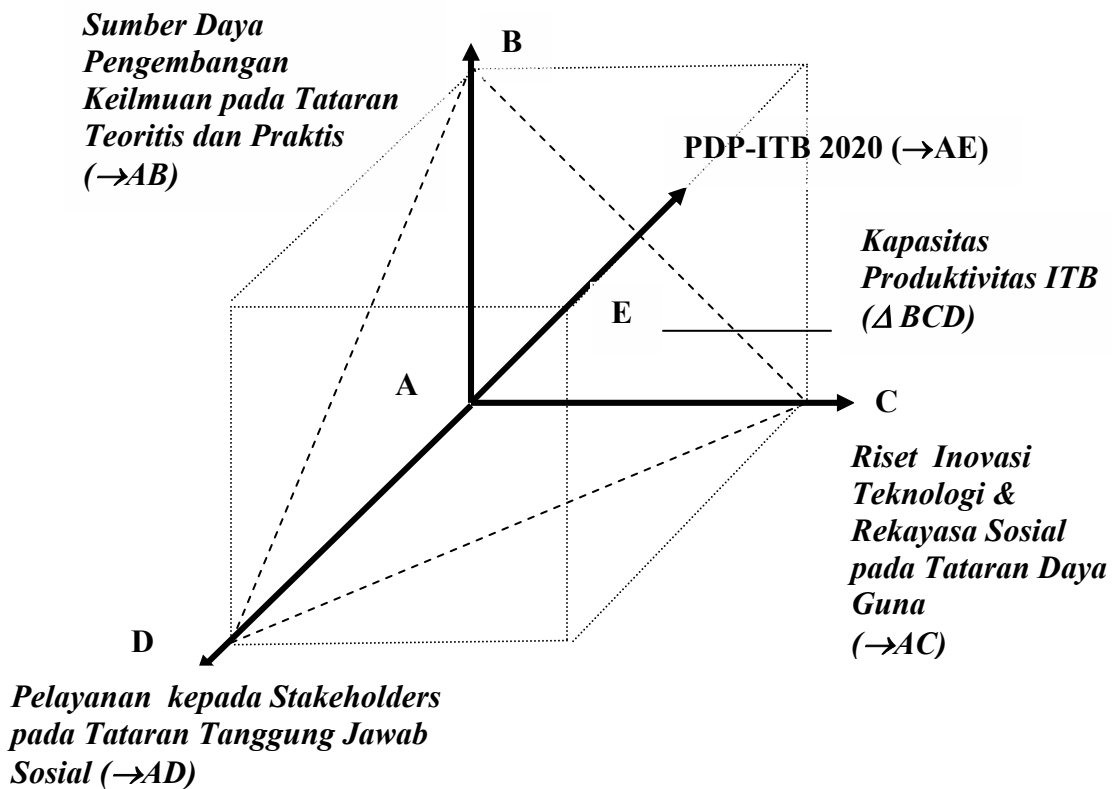 Sumber Daya
Pengembangan
Keilmuan pada Tataran
Teoritis dan Praktis
(→AB)
B
PDP-ITB 2020 (→AE)
Kapasitas
Produktivitas ITB
(Δ BCD)
E
A
C
Riset Inovasi
Teknologi &
Rekayasa Sosial
pada Tataran Daya
Guna
(→AC)
D
Pelayanan kepada Stakeholders
pada Tataran Tanggung Jawab
Sosial (→AD)